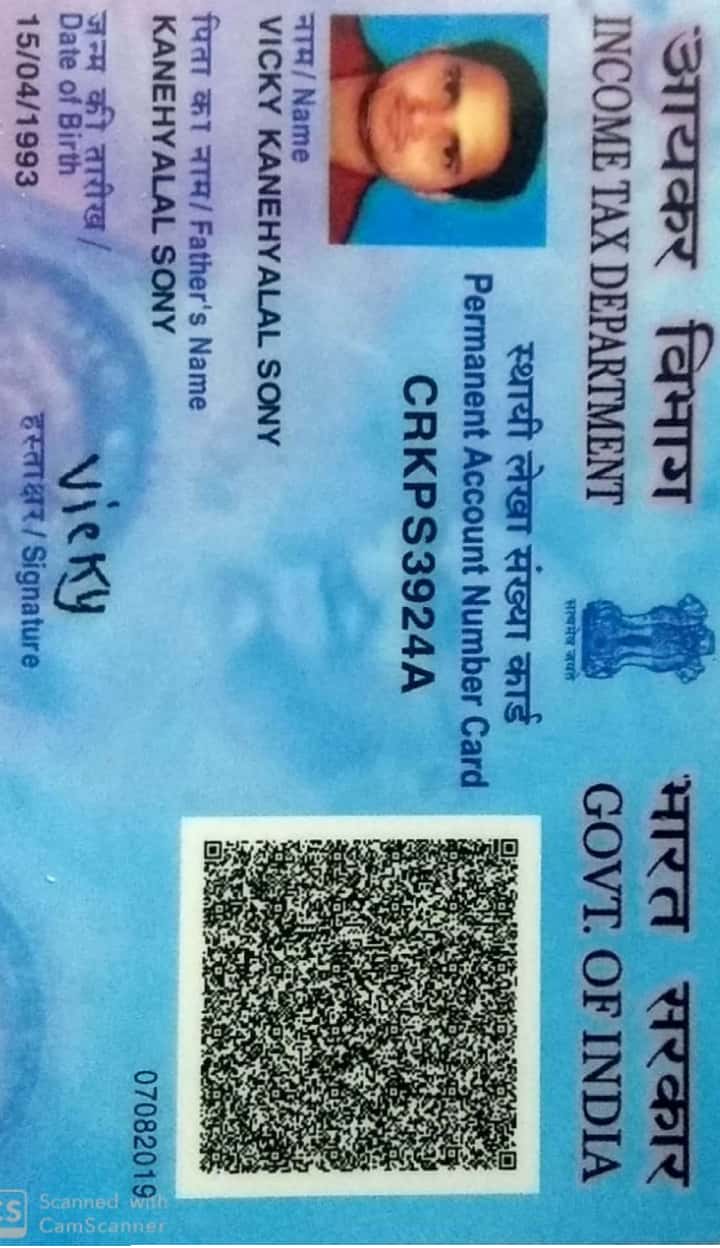 आयकर विभाग
INCOME TAX DEPARTMENT
सत्यमेव जयते
भारत सरकार
GOVT. OF INDIA
स्थायी लेखा संख्या कार्ड
Permanent Account Number Card
CRKPS3924A
नाम / Name
VICKY KANEHYALAL SONY
पिता का नाम / Father's Name
KANEHYALAL SONY
जन्म की तारीख /
Date of Birth
15/04/1993
Vicky
हस्ताक्षर / Signature
07082019
CS
Scanned with
CamScanner